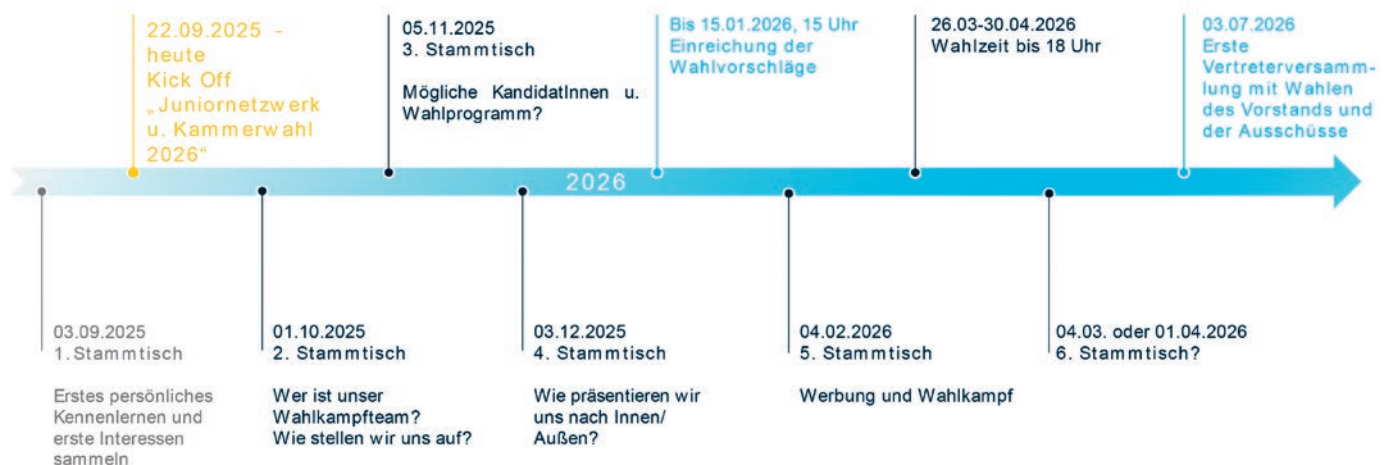 22.09.2025 -
heute
Kick Off
„Juniornetzwerk
u. Kammerwahl
2026“
05.11.2025
3. Stammtisch
Mögliche KandidatInnen u.
Wahlprogramm?
Bis 15.01.2026, 15 Uhr
Einreichung der
Wahlvorschläge
26.03-30.04.2026
Wahlzeit bis 18 Uhr
03.07.2026
Erste
Vertreterversamm-
lung mit Wahlen
des Vorstands und
der Ausschüsse
2026
03.09.2025
1. Stammtisch
Erstes persönliches
Kennenlernen und
erste Interessen
sammeln
01.10.2025
2. Stammtisch
Wer ist unser
Wahlkampfteam?
Wie stellen wir uns auf?
03.12.2025
4. Stammtisch
Wie präsentieren wir
uns nach Innen/
Außen?
04.02.2026
5. Stammtisch
Werbung und Wahlkampf
04.03. oder 01.04.2026
6. Stammtisch?